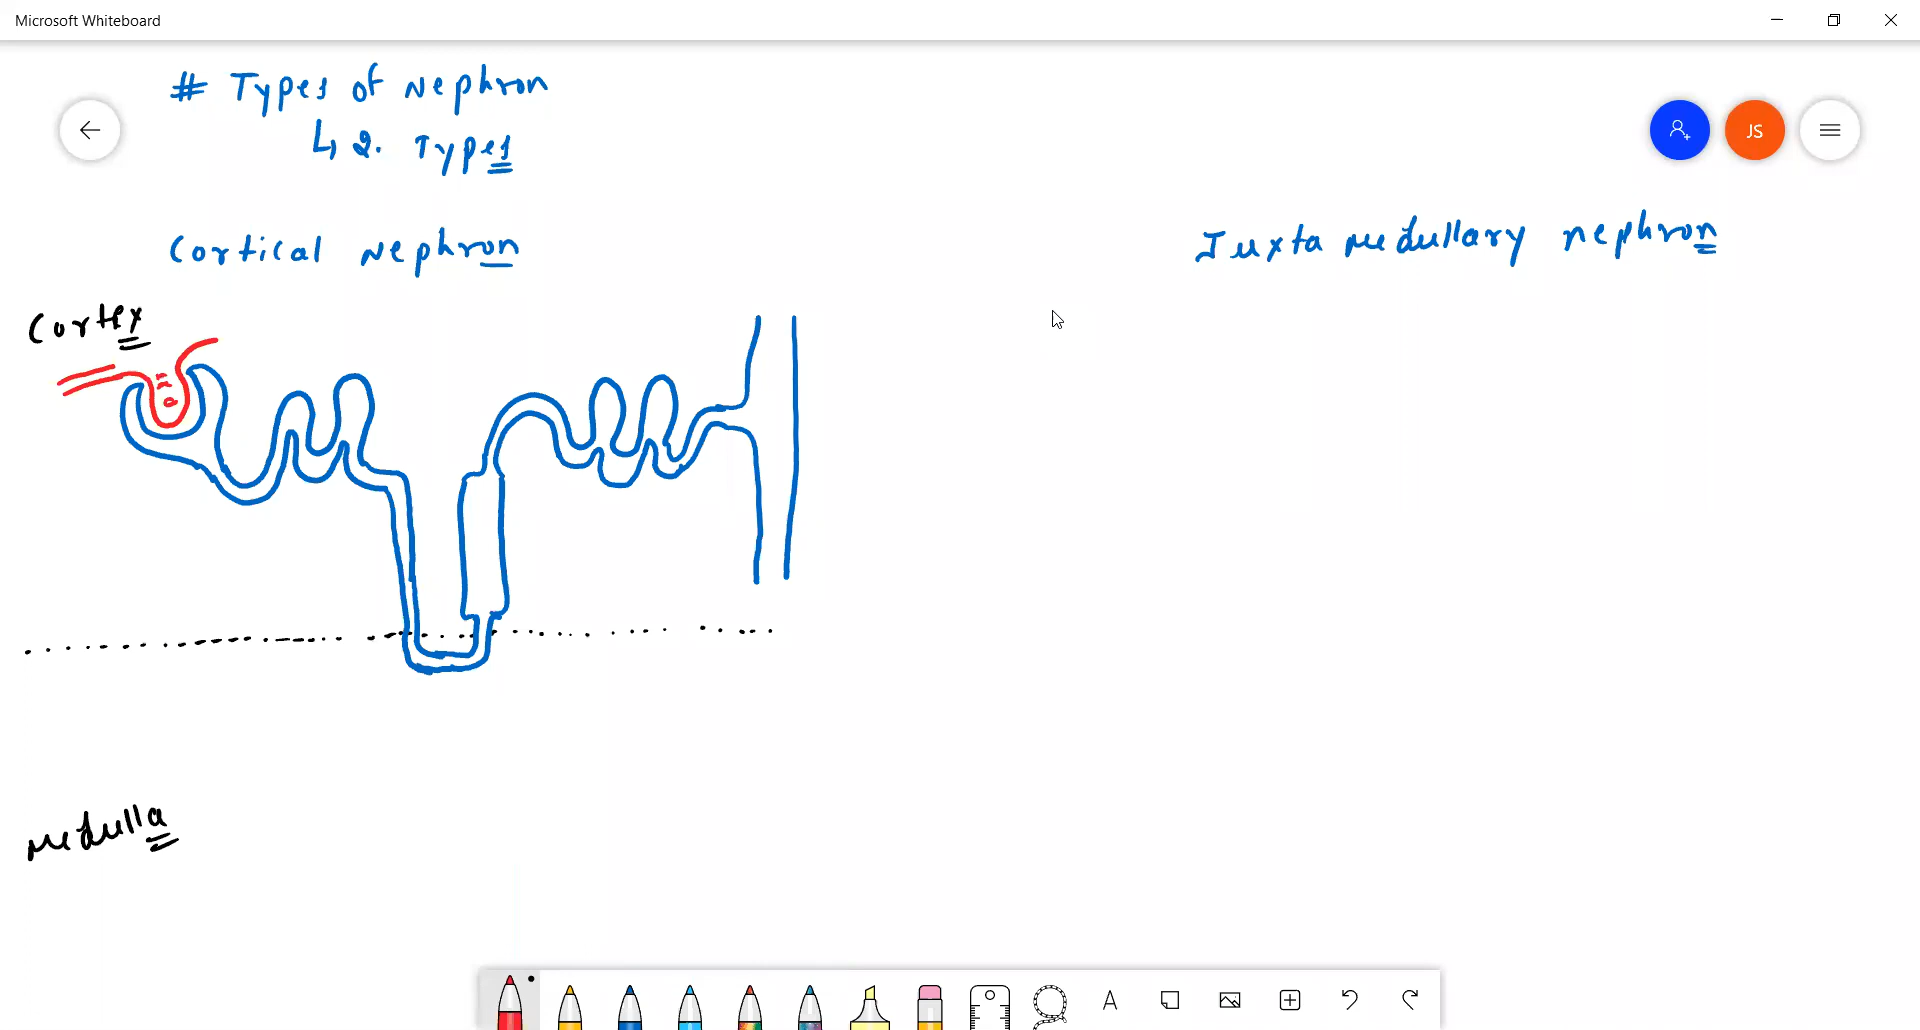 Microsoft Whiteboard
# Types of Nephron
↳ 2. Types
JS
Cortical Nephron
Juxta medullary nephron
Cortex
medulla
A